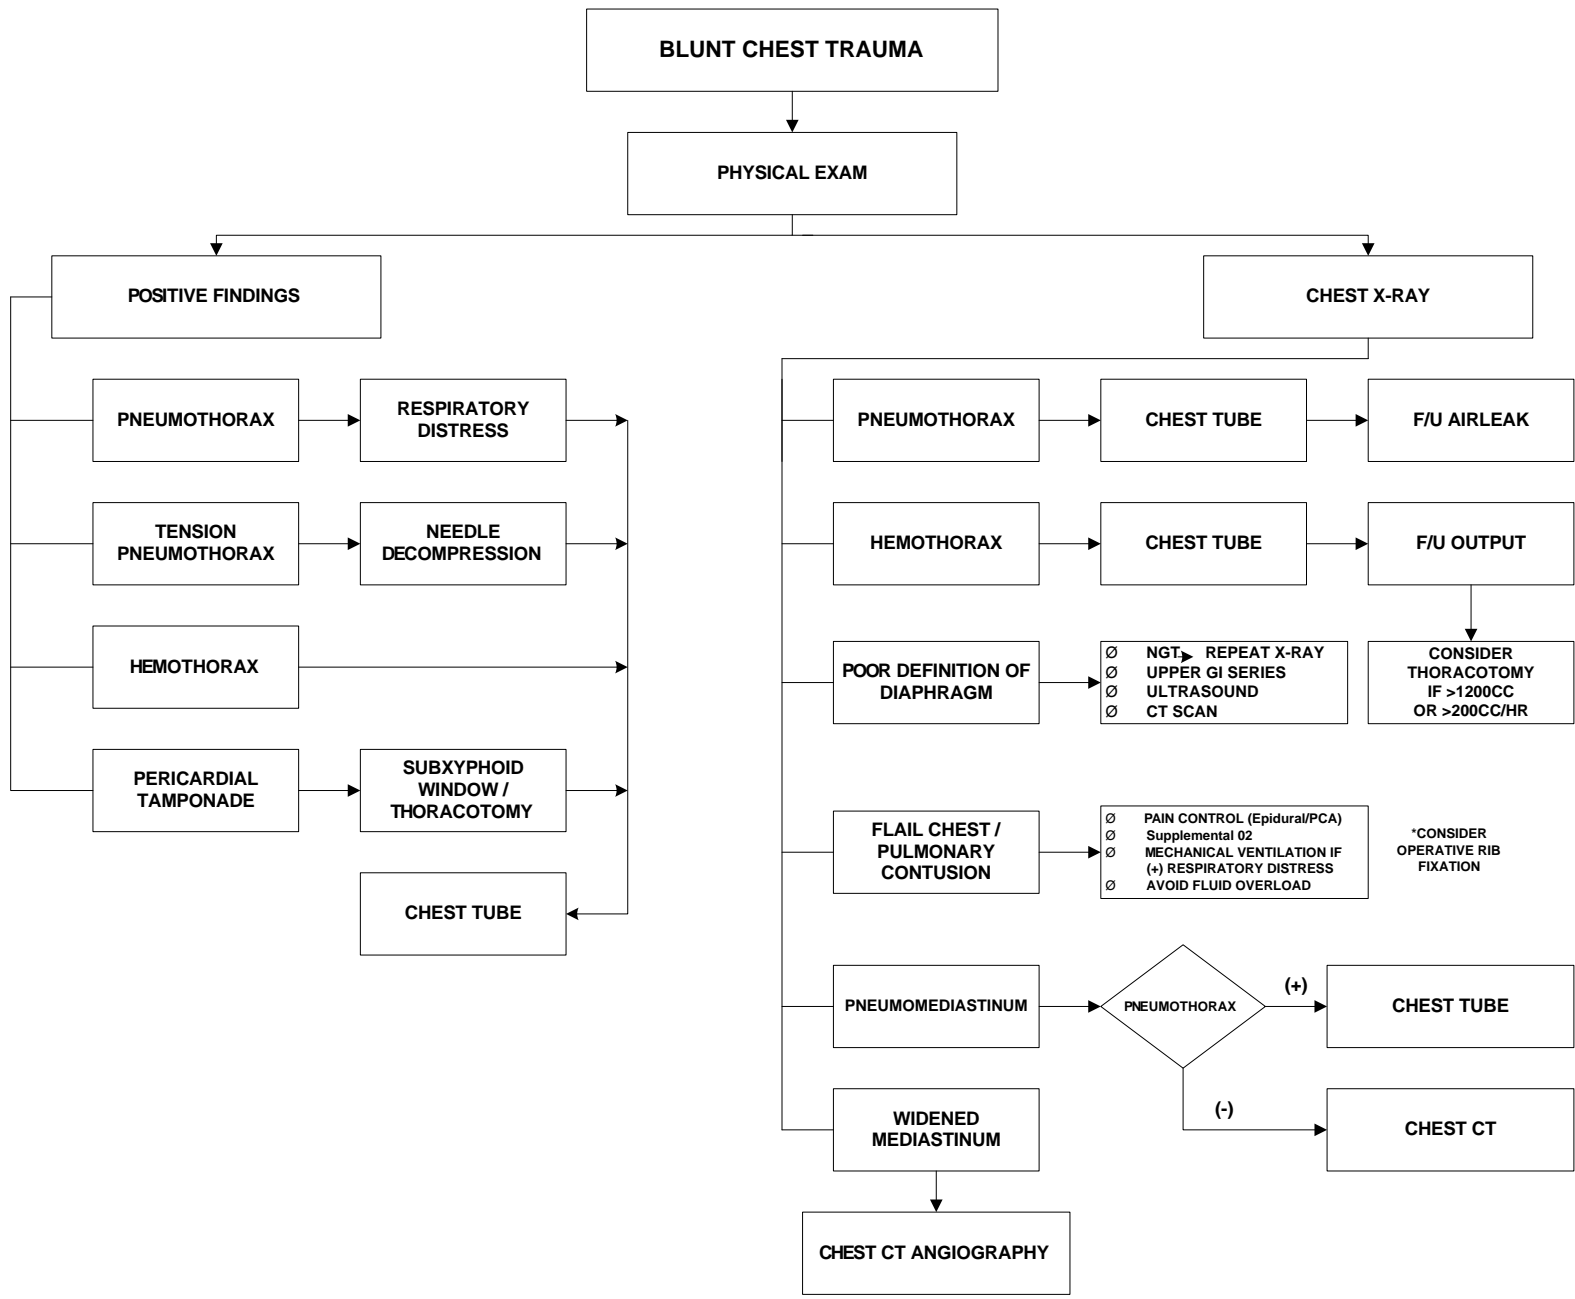 BLUNT CHEST TRAUMA
PHYSICAL EXAM
POSITIVE FINDINGS
PNEUMOTHORAX
RESPIRATORY
DISTRESS
TENSION
PNEUMOTHORAX
NEEDLE
DECOMPRESSION
HEMOTHORAX
PERICARDIAL
TAMPONADE
SUBXYPHOID
WINDOW /
THORACOTOMY
CHEST TUBE
CHEST X-RAY
PNEUMOTHORAX
CHEST TUBE
F/U AIRLEAK
HEMOTHORAX
CHEST TUBE
F/U OUTPUT
CONSIDER
THORACOTOMY
IF >1200CC
OR >200CC/HR
POOR DEFINITION OF
DIAPHRAGM
Ø NGT REPEAT X-RAY
Ø UPPER GI SERIES
Ø ULTRASOUND
Ø CT SCAN
FLAIL CHEST /
PULMONARY
CONTUSION
Ø PAIN CONTROL (Epidural/PCA)
Ø Supplemental 02
Ø MECHANICAL VENTILATION IF
(+) RESPIRATORY DISTRESS
Ø AVOID FLUID OVERLOAD
*CONSIDER
OPERATIVE RIB
FIXATION
PNEUMOMEDIASTINUM
PNEUMOTHORAX
(+)
CHEST TUBE
(-)
CHEST CT
WIDENED
MEDIASTINUM
CHEST CT ANGIOGRAPHY